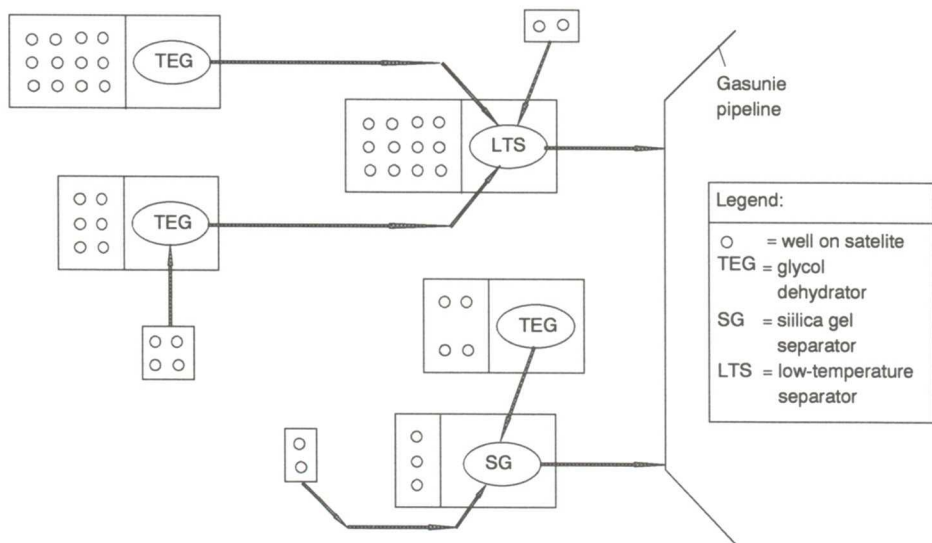 TEG
Gasunie
pipeline
LTS
TEG
Legend:
= well on satelite
TEG = glycol
dehydrator
SG = siilica gel
separator
LTS = low-temperature
separator
TEG
SG